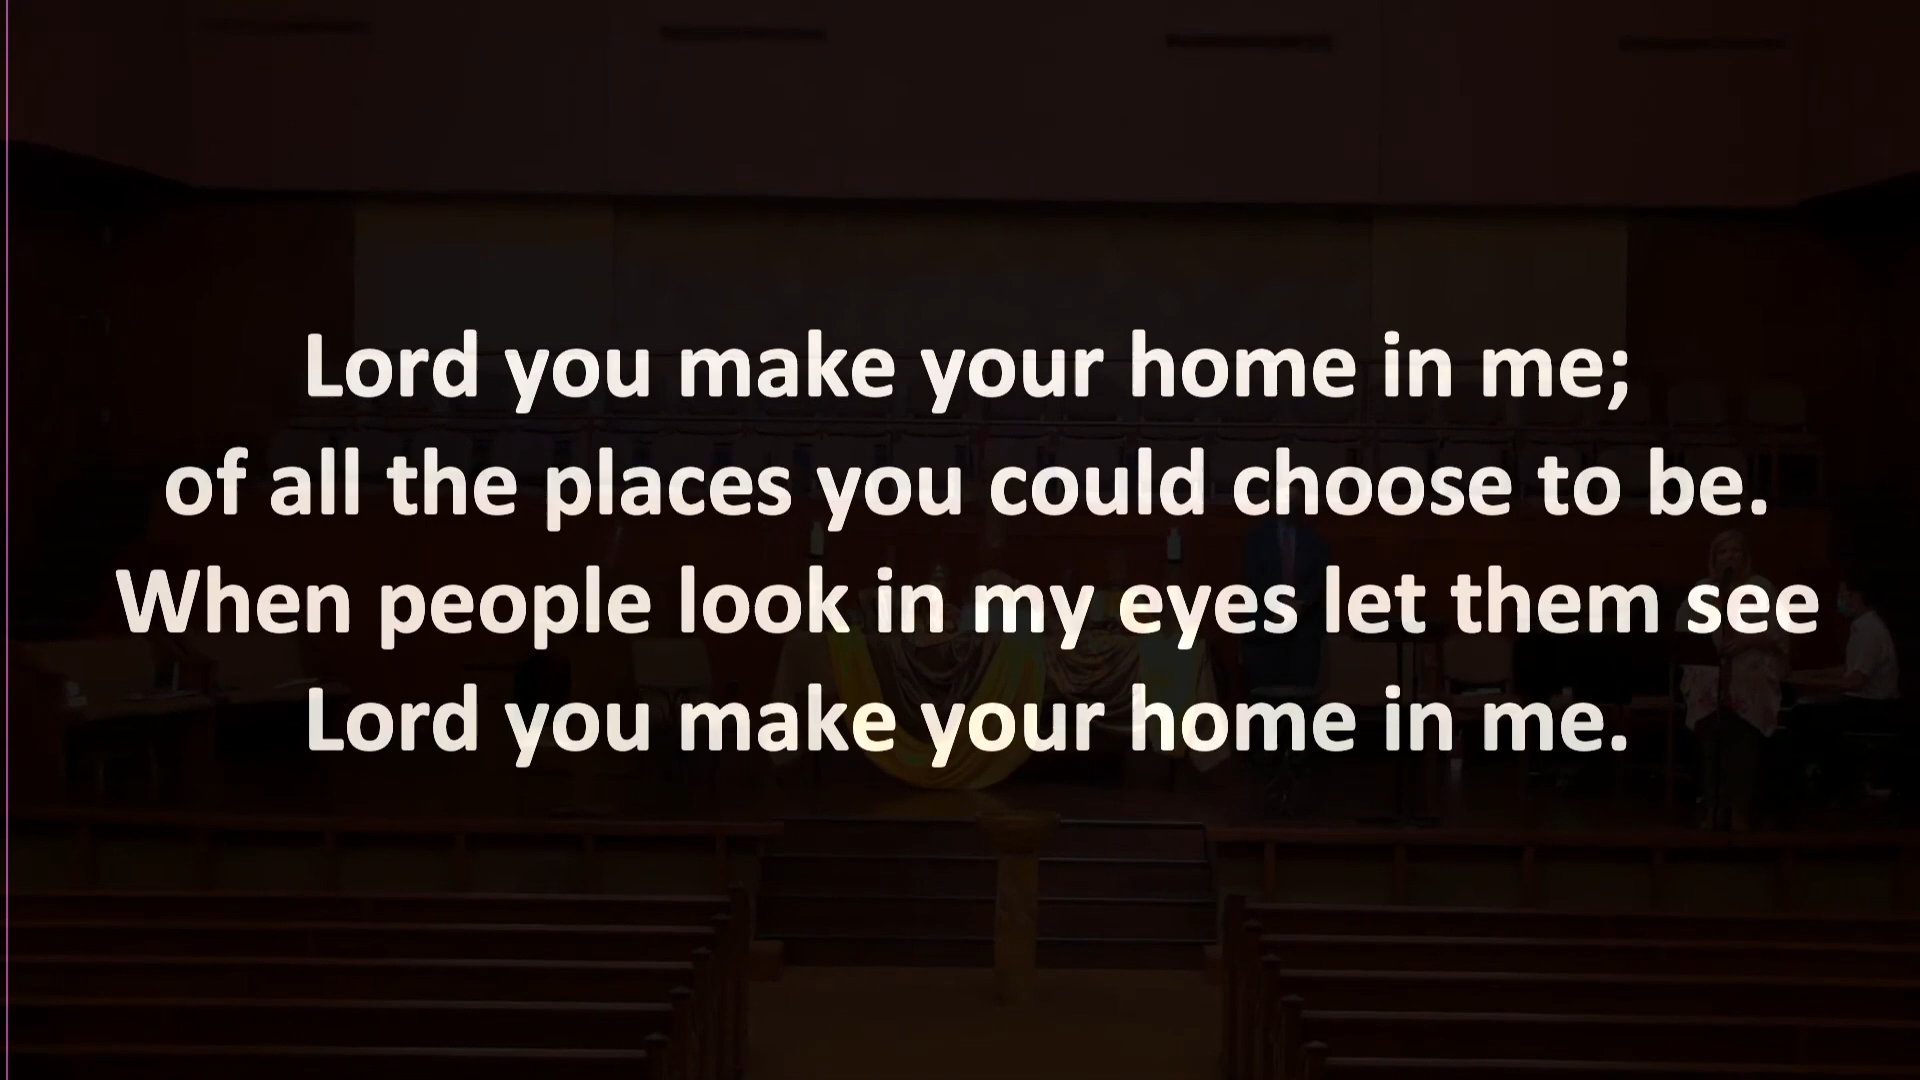 Lord you make your home in me;
of all the places you could choose to be.
When people look in my eyes let them see
Lord you make your home in me.